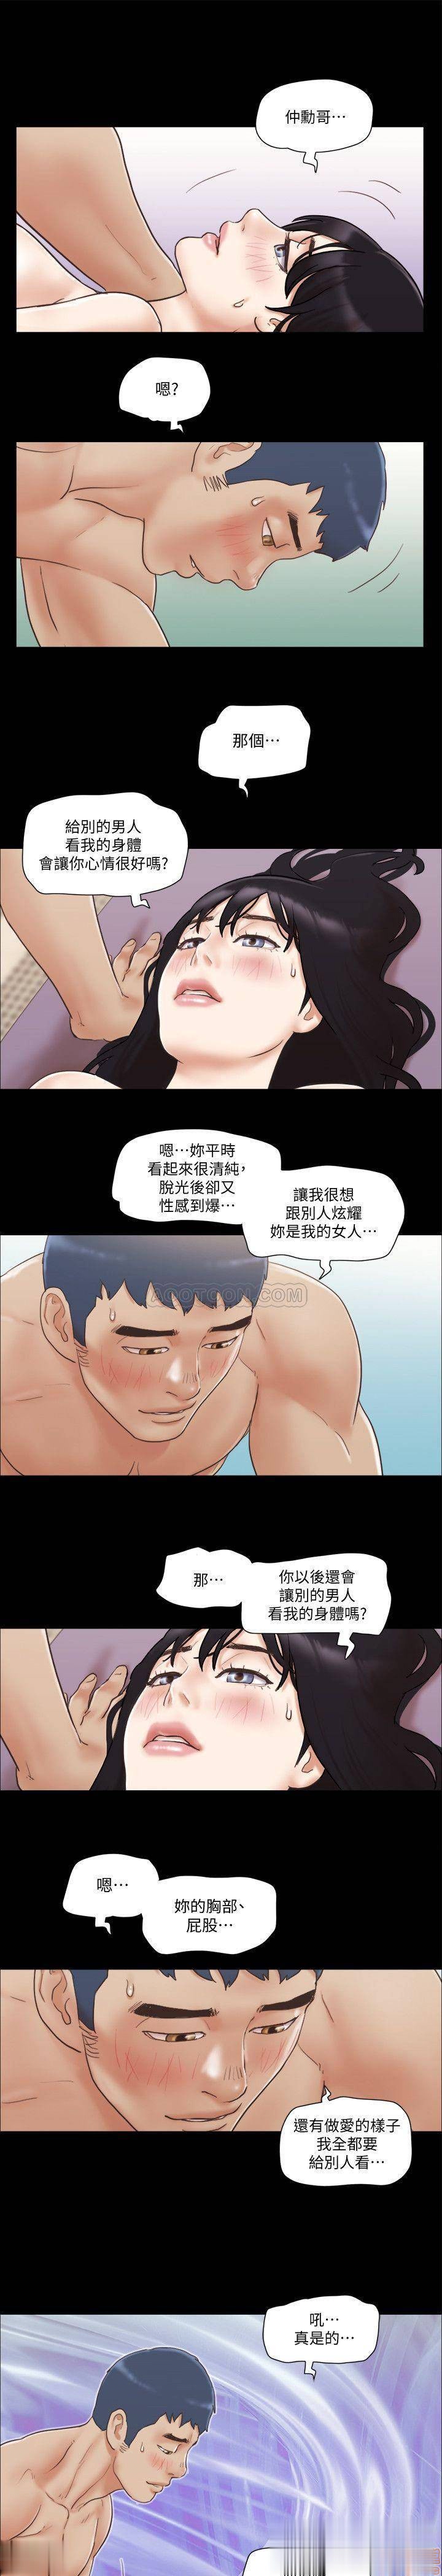 仲勳哥⋯
嗯?
那個⋯
給別的男人
看我的身體
會讓你心情很好嗎?
嗯⋯妳平時
看起來很清純,
脫光後卻又
性感到爆⋯
讓我很想
跟別人炫耀
妳是我的女人⋯
AQQTOON.COM
那⋯
你以後還會
讓別的男人
看我的身體嗎?
嗯⋯
妳的胸部、
屁股⋯
還有做愛的樣子
我全都要
給別人看⋯
吼⋯
真是的⋯